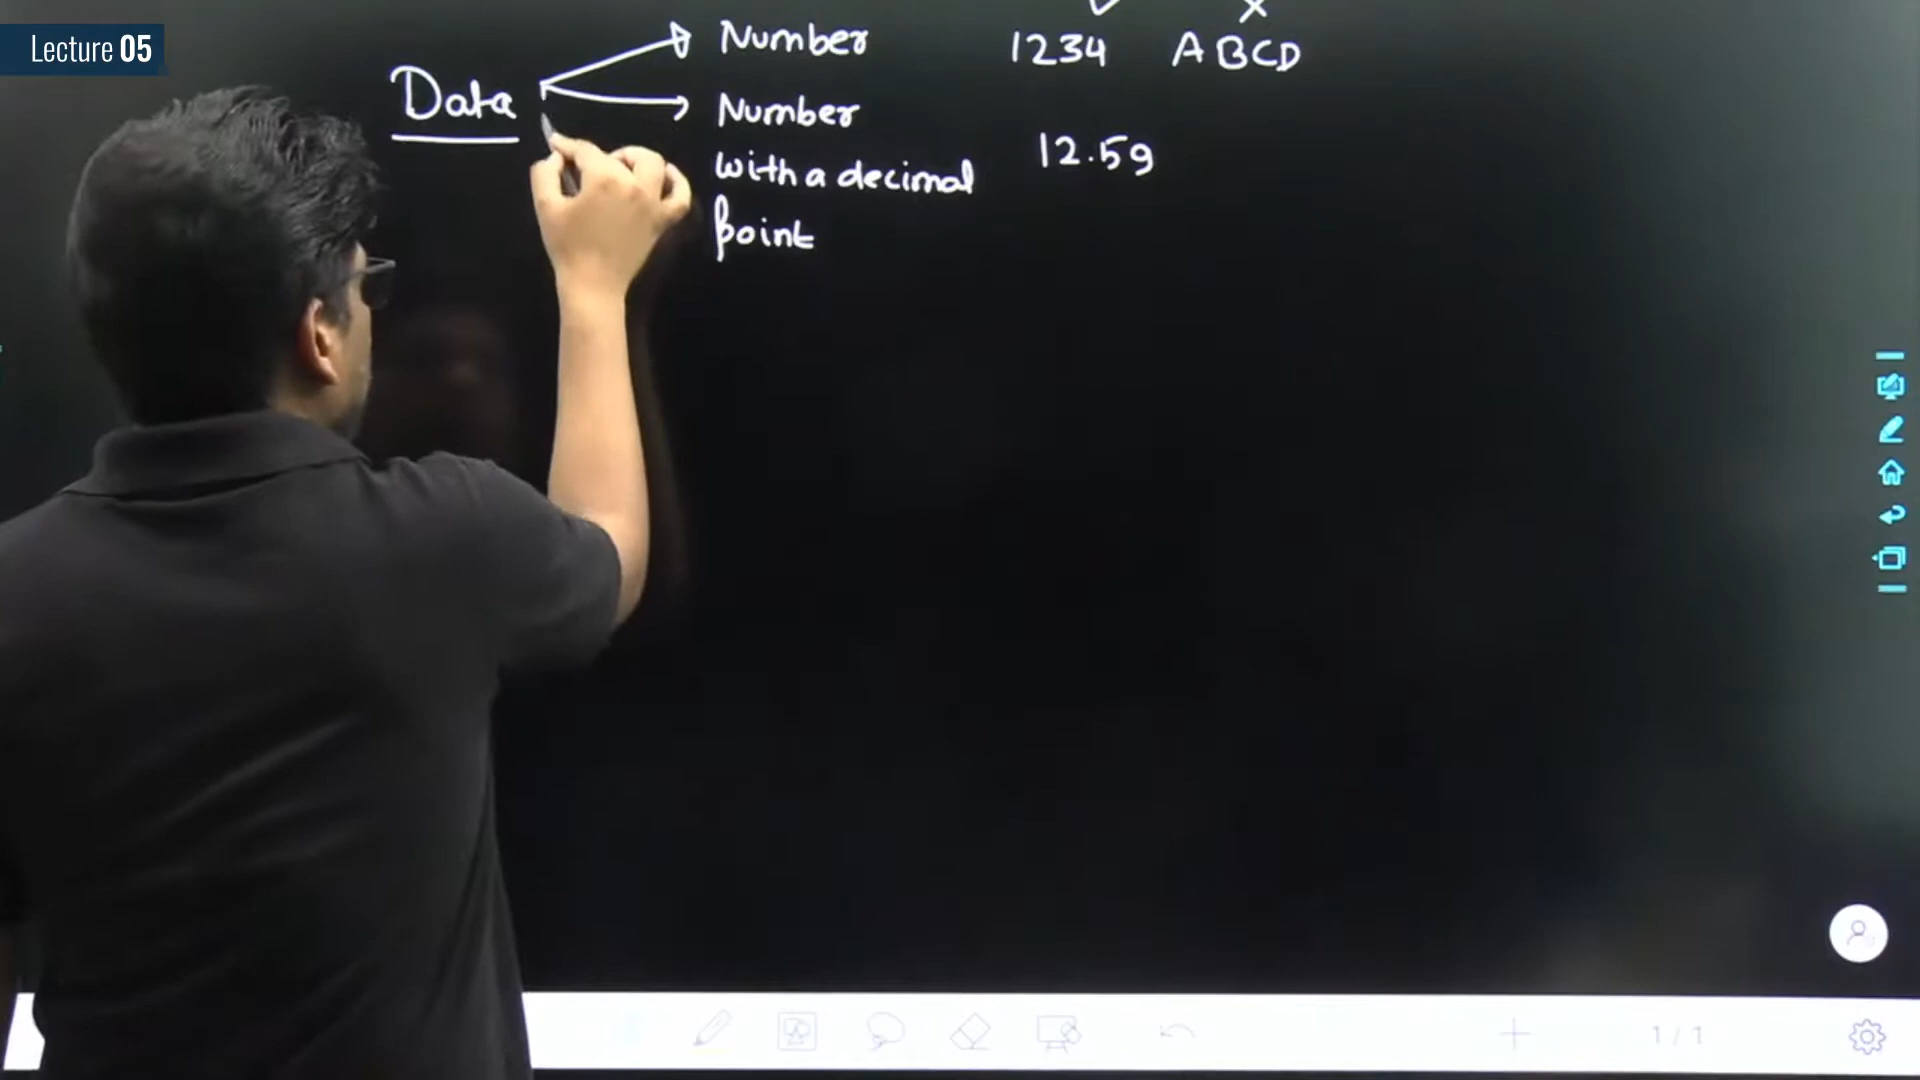 Lecture 05
Number 1234 ABCD
Data
Number
with a decimal 12.59
point
1/1